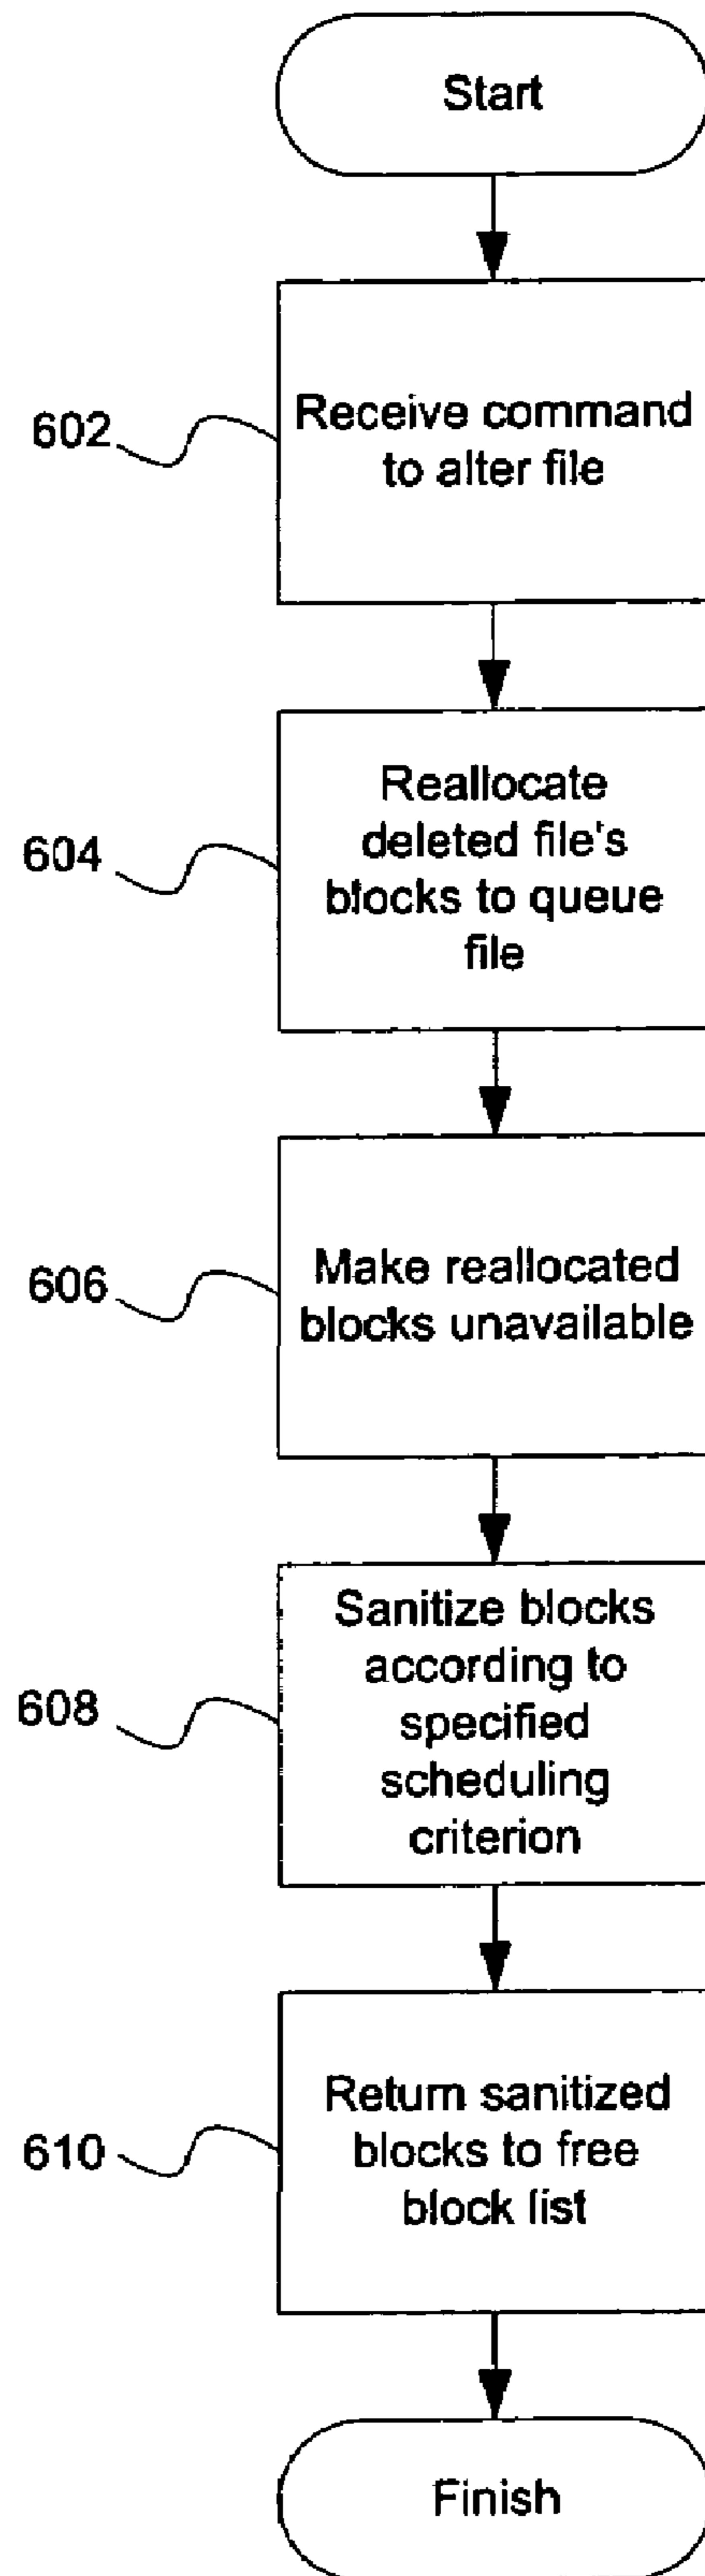 Start
602
Receive command
to alter file
604
Reallocate
deleted file's
blocks to queue
file
606
Make reallocated
blocks unavailable
608
Sanitize blocks
according to
specified
scheduling
criterion
610
Return sanitized
blocks to free
block list
Finish